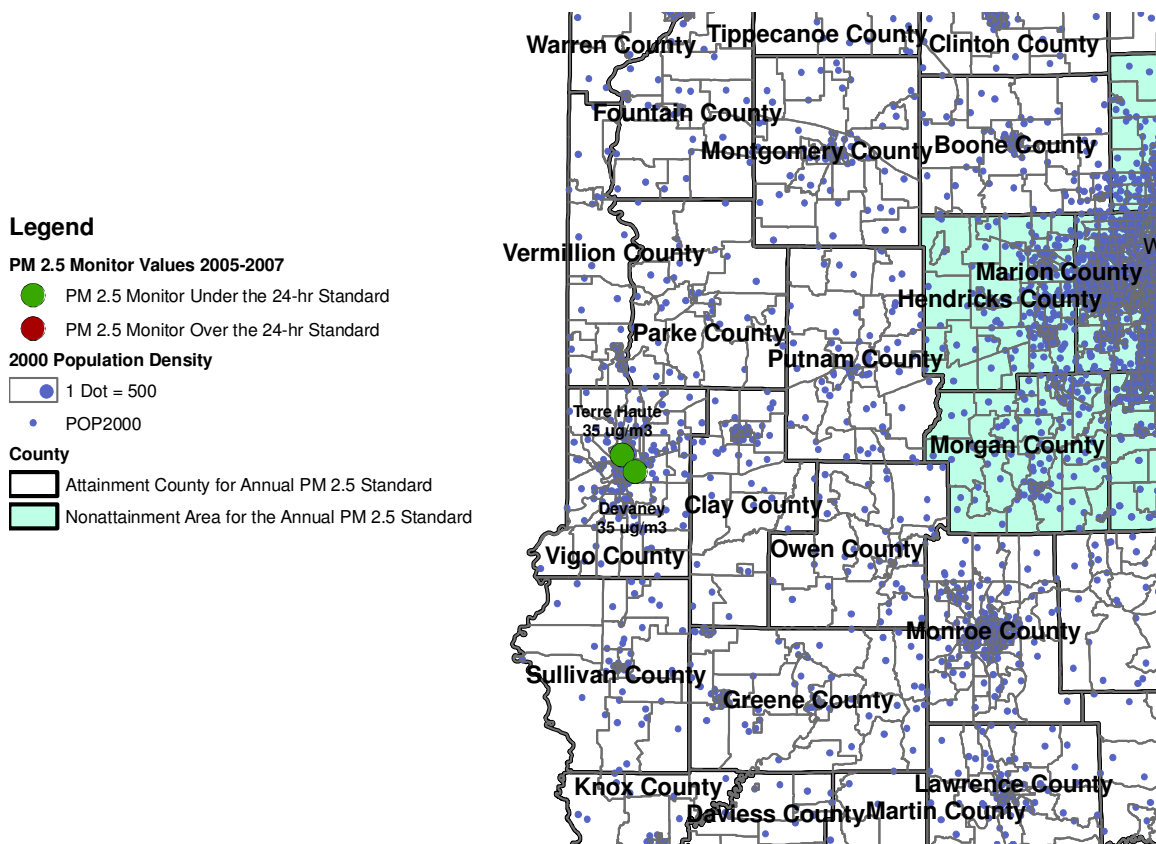 Legend
PM 2.5 Monitor Values 2005-2007
PM 2.5 Monitor Under the 24-hr Standard
PM 2.5 Monitor Over the 24-hr Standard
2000 Population Density
1 Dot = 500
POP2000
County
Attainment County for Annual PM 2.5 Standard
Nonattainment Area for the Annual PM 2.5 Standard
Warren County
Tippecanoe County
Clinton County
Fountain County
Montgomery County
Boone County
W
Vermillion County
Marion County
Hendricks County
Parke County
Putnam County
Terre Haute
35 ug/m3
Morgan County
Devaney
35 ug/m3
Clay County
Vigo County
Owen County
Monroe County
Sullivan County
Greene County
Knox County
Daviess County
Martin County
Lawrence County